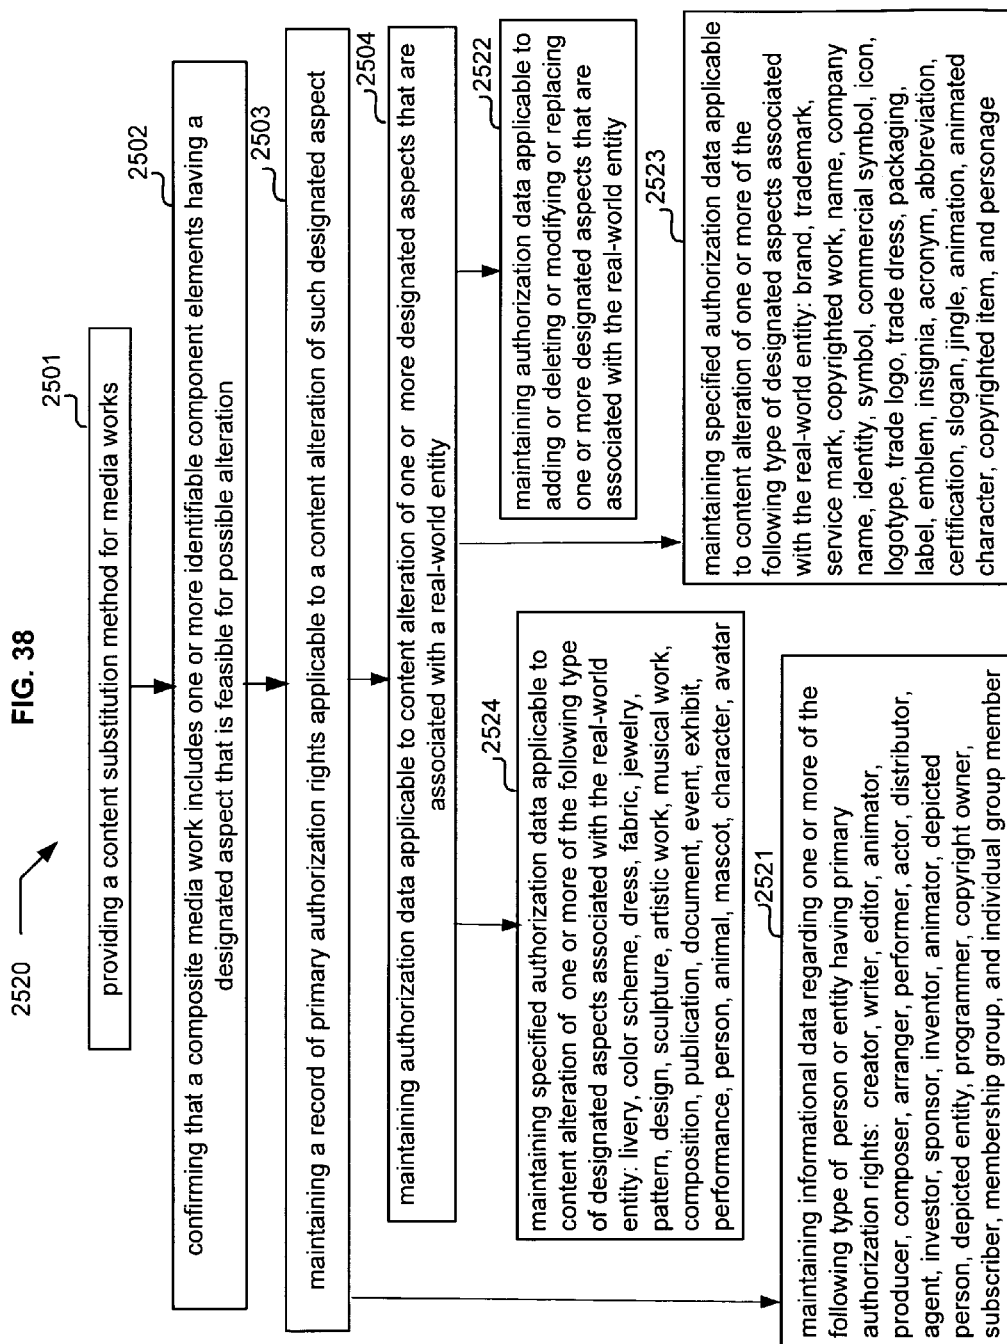 FIG. 38
2520
2501
providing a content substitution method for media works
2502
confirming that a composite media work includes one or more identifiable component elements having a
designated aspect that is feasible for possible alteration
2503
maintaining a record of primary authorization rights applicable to a content alteration of such designated aspect
2504
maintaining authorization data applicable to content alteration of one or  more designated aspects that are
associated with a real-world entity
2524
maintaining specified authorization data applicable to
content alteration of  one or more of the following type
of designated aspects associated with the real-world
entity: livery, color scheme, dress, fabric, jewelry,
pattern, design, sculpture, artistic work, musical work,
composition, publication, document, event, exhibit,
performance, person, animal, mascot, character, avatar
2522
maintaining authorization data applicable to
adding or deleting or modifying or replacing
one or more designated aspects that are
associated with the real-world entity
2521
maintaining informational data regarding one or more of the
following type of  person or entity having primary
authorization rights:  creator, writer, editor, animator,
producer, composer, arranger, performer, actor, distributor,
agent, investor, sponsor, inventor, animator, depicted
person, depicted entity, programmer, copyright owner,
subscriber, membership group, and individual group member
2523
maintaining specified authorization data applicable
to content alteration of one or more of the
following type of designated aspects associated
with the real-world entity: brand, trademark,
service mark, copyrighted work, name, company
name, identity, symbol, commercial symbol, icon,
logotype, trade logo, trade dress, packaging,
label, emblem, insignia, acronym, abbreviation,
certification, slogan, jingle, animation, animated
character, copyrighted item, and personage